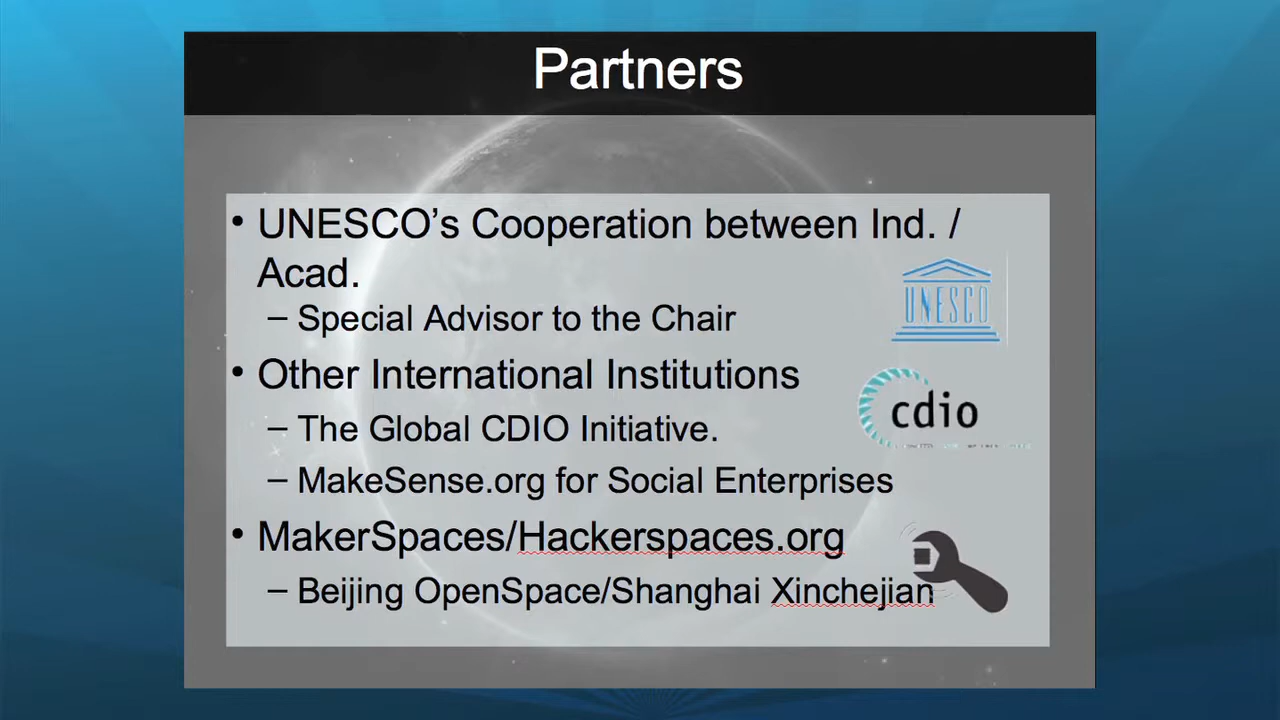 Partners
• UNESCO’s Cooperation between Ind. /
Acad.
– Special Advisor to the Chair
UNESCO
• Other International Institutions
cdio
– The Global CDIO Initiative.
– MakeSense.org for Social Enterprises
• MakerSpaces/Hackerspaces.org
– Beijing OpenSpace/Shanghai Xinchejian